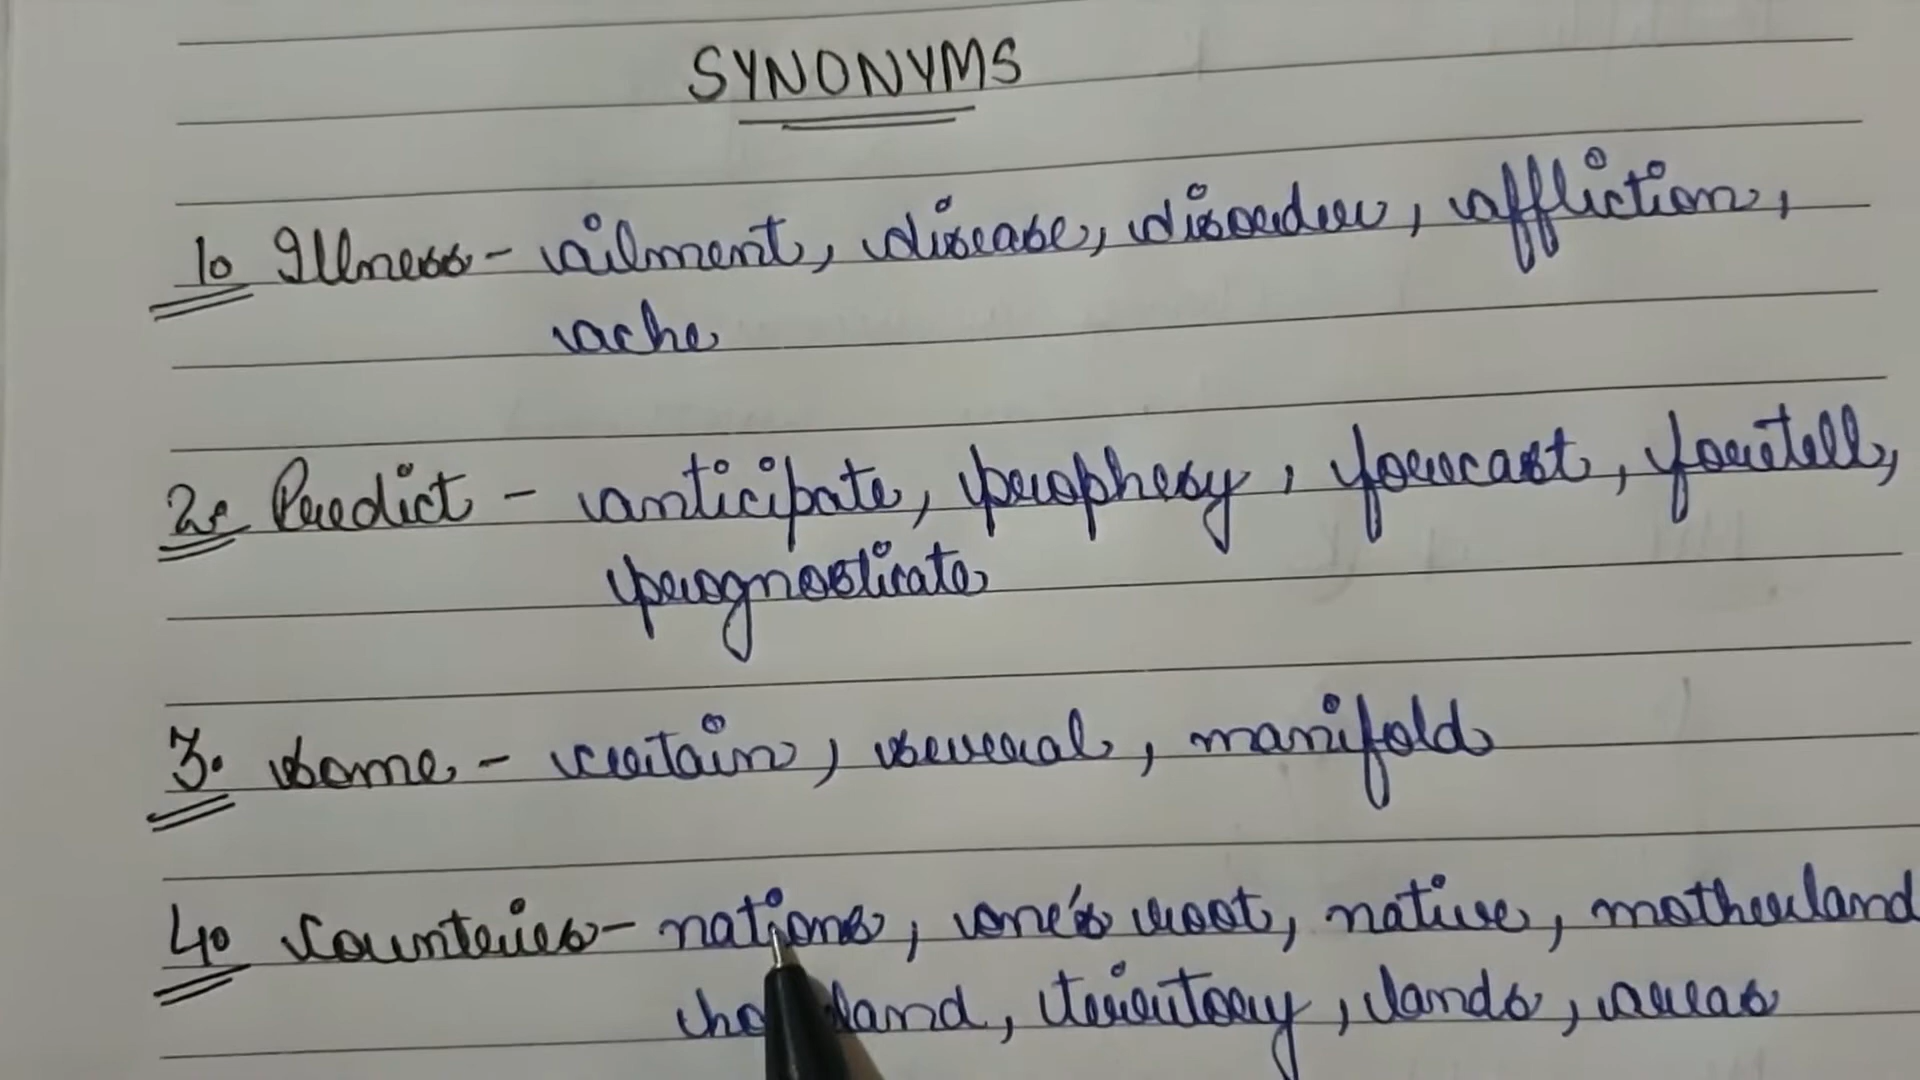 SYNONYMS
1. Illness - ailment, disease, disorder, affliction,
ache
2. Predict - anticipate, prophesy, forecast, foretell,
prognosticate
3. some - certain, several, manifold
4. Countries - nations, one's root, native, motherland
land, territory, lands, areas